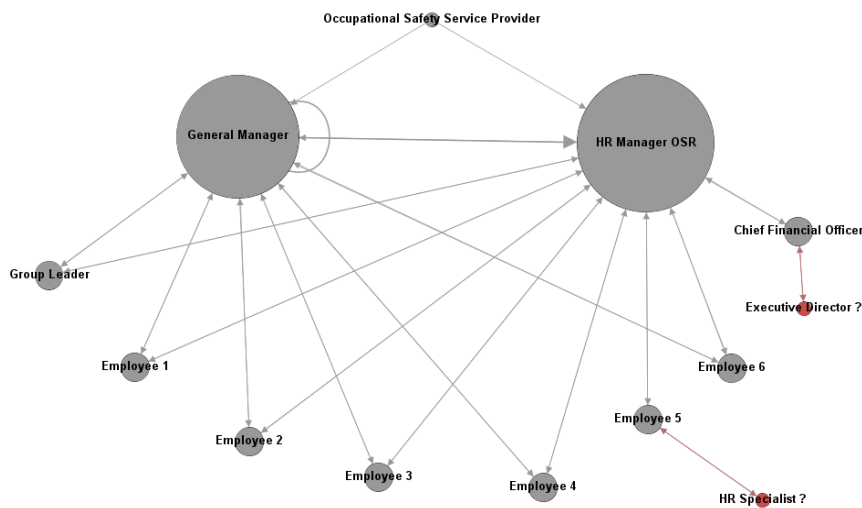 Occupational Safety Service Provider
General Manager
HR Manager OSR
Chief Financial Officer
Group Leader
Executive Director ?
Employee 1
Employee 6
Employee 5
Employee 2
Employee 3
Employee 4
HR Specialist ?